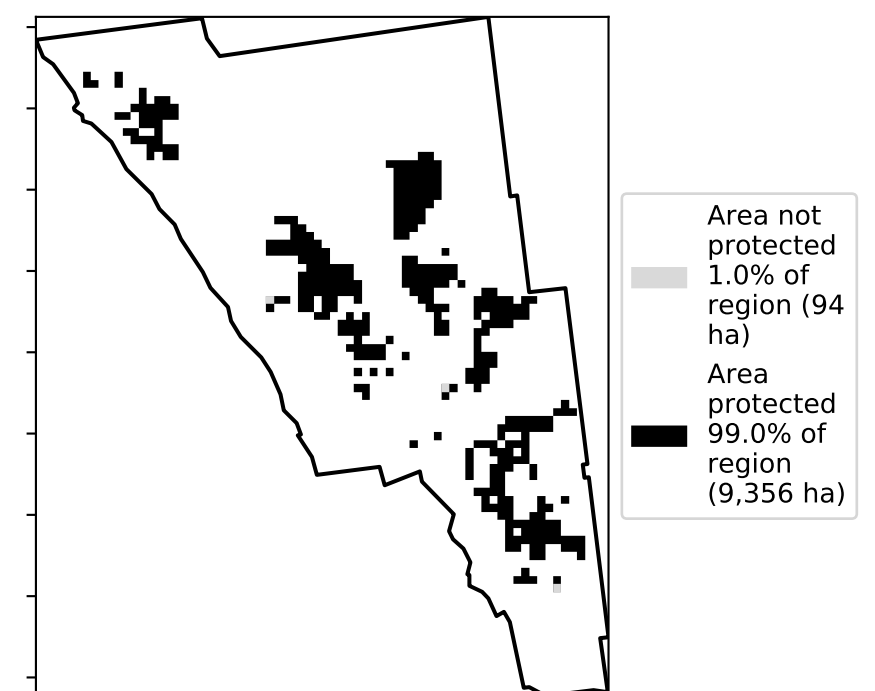 Area not
protected
1.0% of
region (94
ha)
Area
protected
99.0% of
region
(9,356 ha)